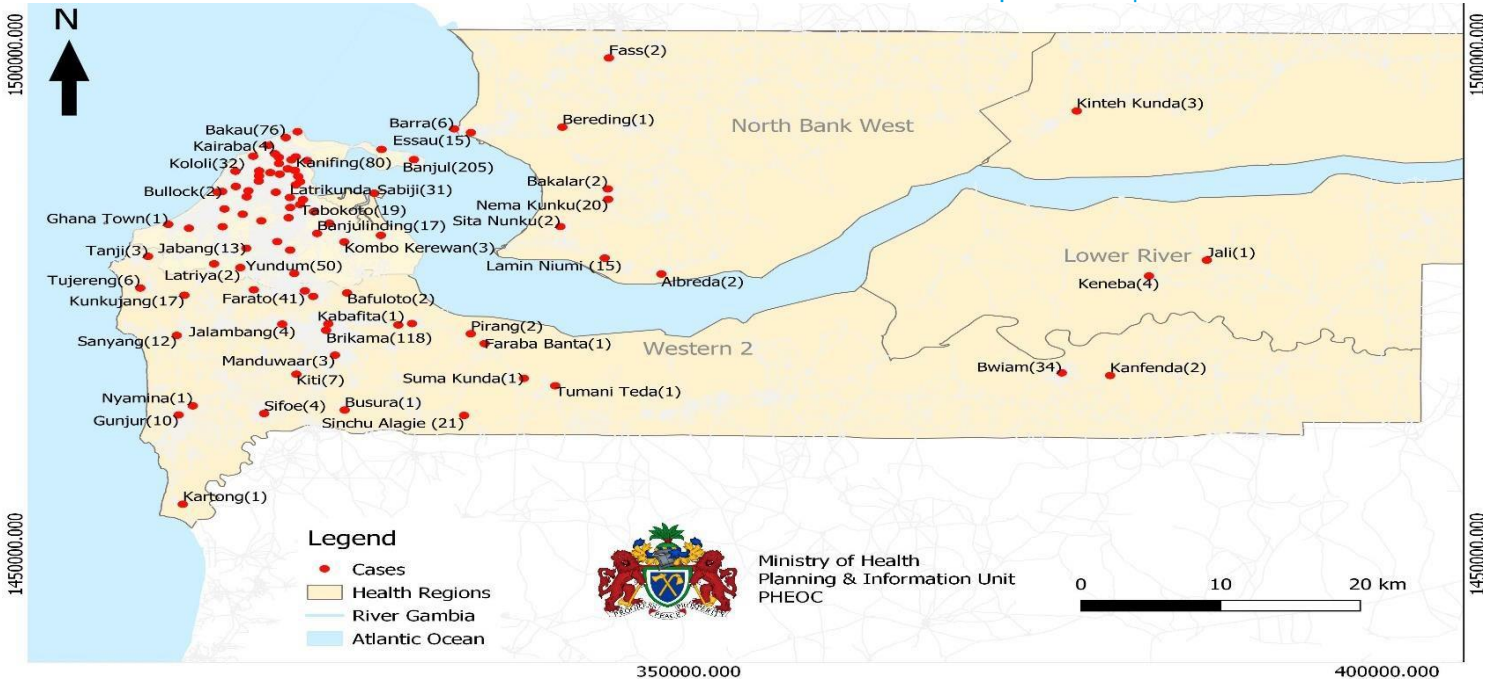 N
1500000.000
1500000.000
Fass(2)
Kinteh Kunda(3)
Bakau(76)
Barra(6)
Bereding(1)
North Bank West
Kairaba(4)
Essau(15)
Kololi(32)
Kanifing(80)
Banjul(205)
Bullock(2)
Latrikunda Sabiji(31)
Bakalar(2)
Nema Kunku(20)
Tabokoto(19)
Ghana Town(1)
Banjulinding(17)
Sita Nunku(2)
Tanji(3)
Jabang(13)
Kombo Kerewan(3)
Lamin Niumi (15)
Lower River
Jali(1)
Latriya(2)
Yundum(50)
Albreda(2)
Keneba(4)
Tujereng(6)
Kunkujang(17)
Farato(41)
Bafuloto(2)
Kabafita(1)
Pirang(2)
Sanyang(12)
Jalambang(4)
Brikama(118)
Faraba Banta(1)
Western 2
Manduwaar(3)
Kiti(7)
Suma Kunda(1)
Tumani Teda(1)
Bwiam(34)
Kanfenda(2)
Nyamina(1)
Gunjur(10)
Sifoe(4)
Busura(1)
Sinchu Alagie (21)
Kartong(1)
1450000.000
1450000.000
Legend
Cases
Health Regions
River Gambia
Atlantic Ocean
Ministry of Health
Planning & Information Unit
PHEOC
0 10 20 km
350000.000
400000.000